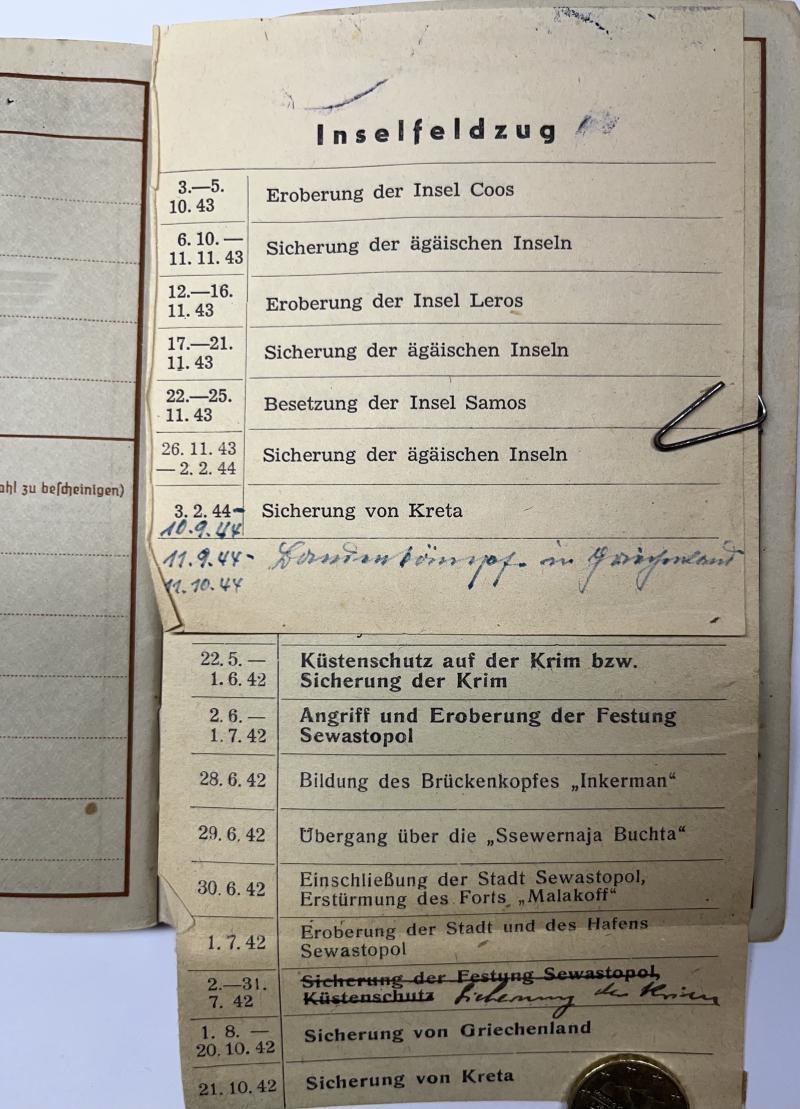 ahl zu bescheinigen)
Inselfeldzug
3.—5. 10. 43 Eroberung der Insel Coos
6. 10. — 11. 11. 43 Sicherung der ägäischen Inseln
12.—16. 11. 43 Eroberung der Insel Leros
17.—21. 11. 43 Sicherung der ägäischen Inseln
22.—25. 11. 43 Besetzung der Insel Samos
26. 11. 43 — 2. 2. 44 Sicherung der ägäischen Inseln
3. 2. 44 - 10.9.44 Sicherung von Kreta
11.9.44 - 11.10.44 Bandenkämpfe in Griechenland
22. 5. — 1. 6. 42 Küstenschutz auf der Krim bzw.
Sicherung der Krim
2. 6. — 1. 7. 42 Angriff und Eroberung der Festung
Sewastopol
28. 6. 42 Bildung des Brückenkopfes „Inkerman“
29. 6. 42 Übergang über die „Ssewernaja Buchta“
30. 6. 42 Einschließung der Stadt Sewastopol,
Erstürmung des Forts „Malakoff“
1. 7. 42 Eroberung der Stadt und des Hafens
Sewastopol
2.—31. 7. 42 Sicherung der Festung Sewastopol,
Küstenschutz Sicherung der Krim
1. 8. — 20. 10. 42 Sicherung von Griechenland
21. 10. 42 Sicherung von Kreta